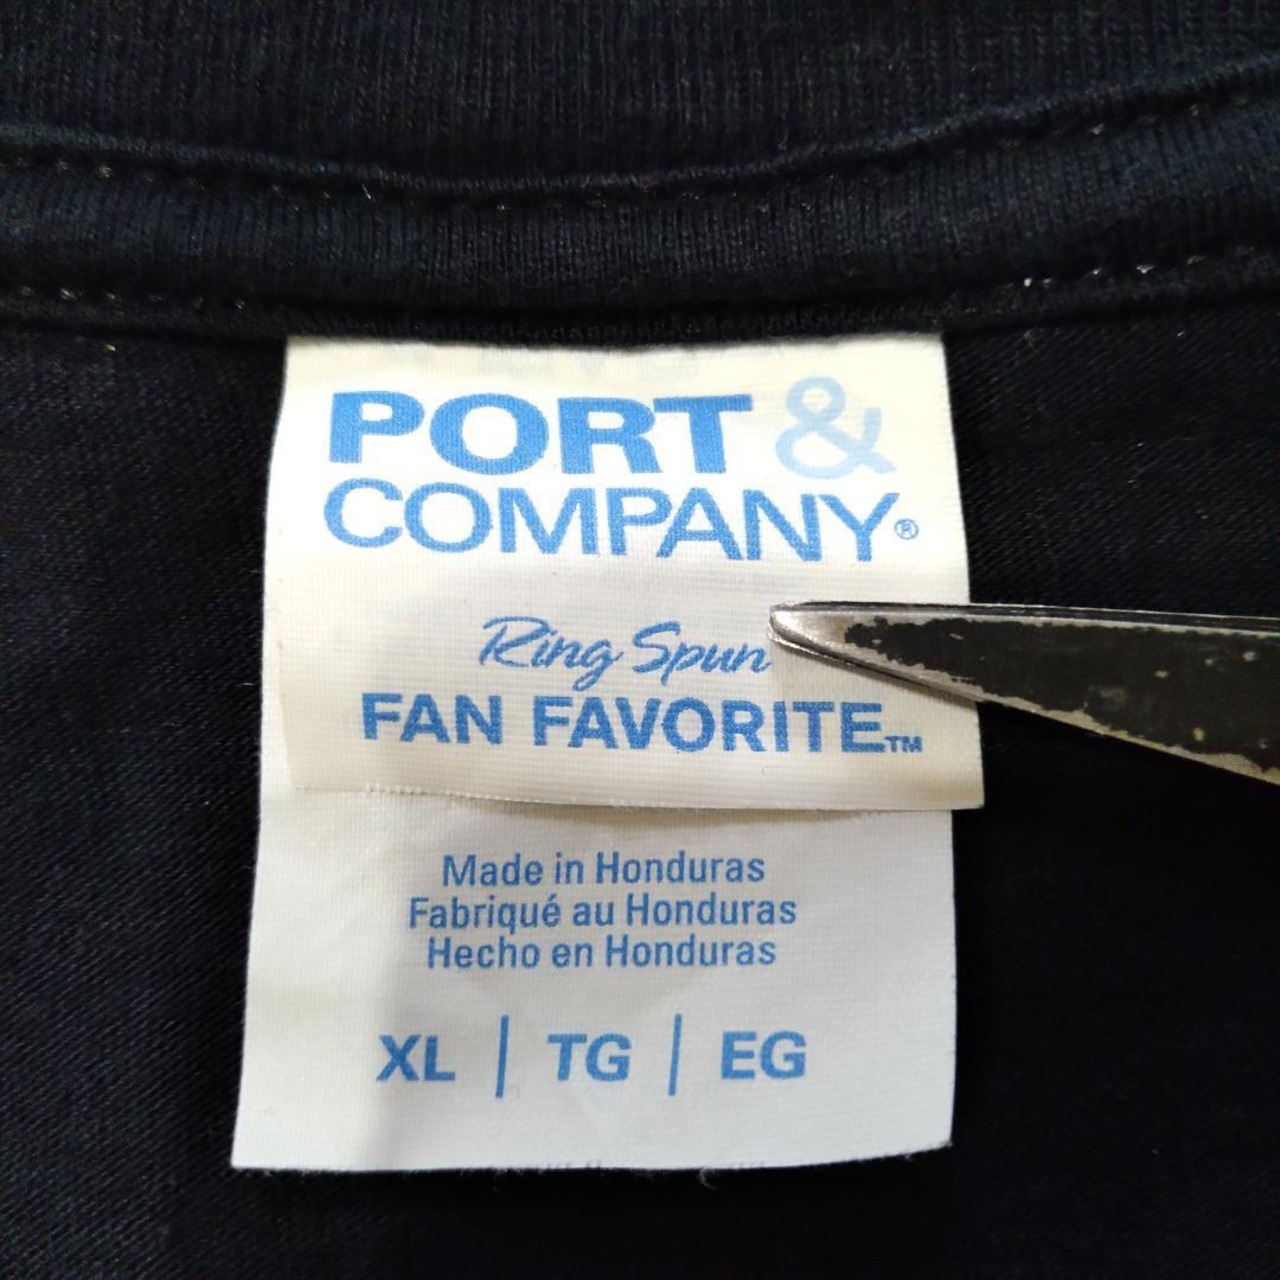 PORT &
COMPANY®
Ring Spun
FAN FAVORITE™
Made in Honduras
Fabriqué au Honduras
Hecho en Honduras
XL | TG | EG